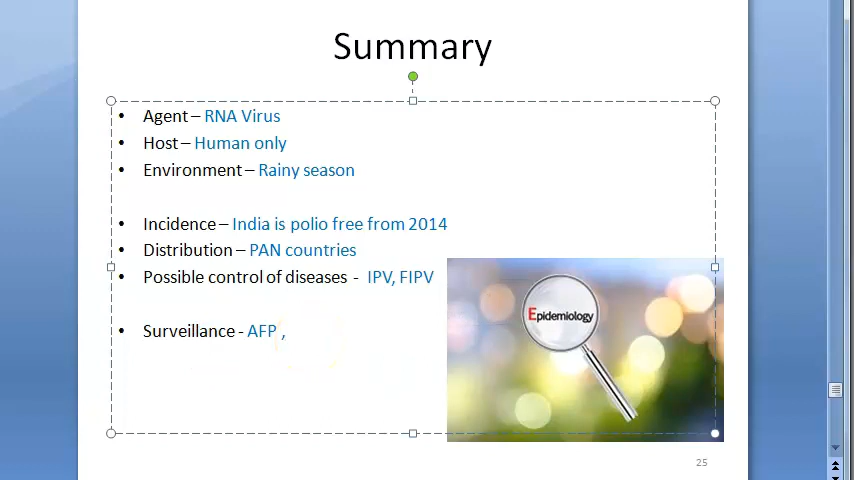 Summary
• Agent – RNA Virus
• Host – Human only
• Environment – Rainy season
• Incidence – India is polio free from 2014
• Distribution – PAN countries
• Possible control of diseases - IPV, FIPV
• Surveillance - AFP ,
Epidemiology
25